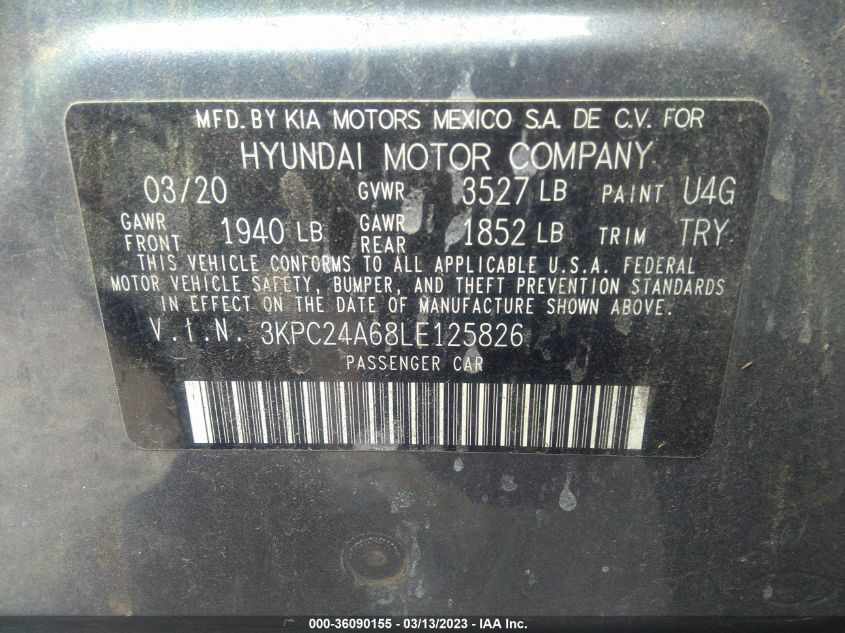 MFD. BY KIA MOTORS MEXICO S.A. DE C.V. FOR
HYUNDAI MOTOR COMPANY
03/20 GVWR 3527 LB PAINT U4G
GAWR FRONT 1940 LB GAWR REAR 1852 LB TRIM TRY
THIS VEHICLE CONFORMS TO ALL APPLICABLE U.S.A. FEDERAL
MOTOR VEHICLE SAFETY, BUMPER, AND THEFT PREVENTION STANDARDS
IN EFFECT ON THE DATE OF MANUFACTURE SHOWN ABOVE.
V.I.N. 3KPC24A68LE125826
PASSENGER CAR
000-36090155 — 03/13/2023 — IAA Inc.